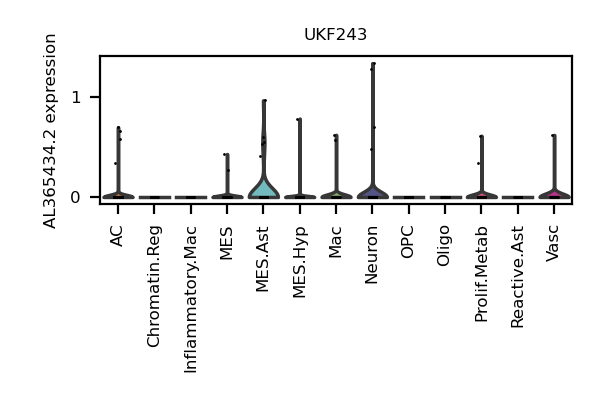 UKF243
AL365434.2 expression
1
0
AC
Chromatin.Reg
Inflammatory.Mac
MES
MES.Ast
MES.Hyp
Mac
Neuron
OPC
Oligo
Prolif.Metab
Reactive.Ast
Vasc